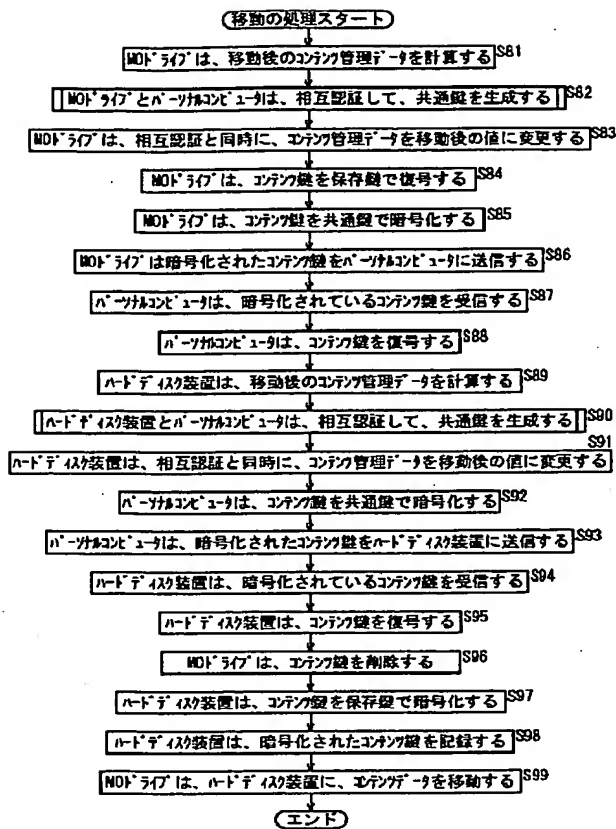 移動の処理スタート
MOドライブは、移動後のコンテンツ管理データを計算する S81
MOドライブとパーソナルコンピュータは、相互認証して、共通鍵を生成する S82
MOドライブは、相互認証と同時に、コンテンツ管理データを移動後の値に変更する S83
MOドライブは、コンテンツ鍵を保存鍵で復号する S84
MOドライブは、コンテンツ鍵を共通鍵で暗号化する S85
MOドライブは暗号化されたコンテンツ鍵をパーソナルコンピュータに送信する S86
パーソナルコンピュータは、暗号化されているコンテンツ鍵を受信する S87
パーソナルコンピュータは、コンテンツ鍵を復号する S88
ハードディスク装置は、移動後のコンテンツ管理データを計算する S89
ハードディスク装置とパーソナルコンピュータは、相互認証して、共通鍵を生成する S90
ハードディスク装置は、相互認証と同時に、コンテンツ管理データを移動後の値に変更する S91
パーソナルコンピュータは、コンテンツ鍵を共通鍵で暗号化する S92
パーソナルコンピュータは、暗号化されたコンテンツ鍵をハードディスク装置に送信する S93
ハードディスク装置は、暗号化されているコンテンツ鍵を受信する S94
ハードディスク装置は、コンテンツ鍵を復号する S95
MOドライブは、コンテンツ鍵を削除する S96
ハードディスク装置は、コンテンツ鍵を保存鍵で暗号化する S97
ハードディスク装置は、暗号化されたコンテンツ鍵を記録する S98
MOドライブは、ハードディスク装置に、コンテンツデータを移動する S99
エンド